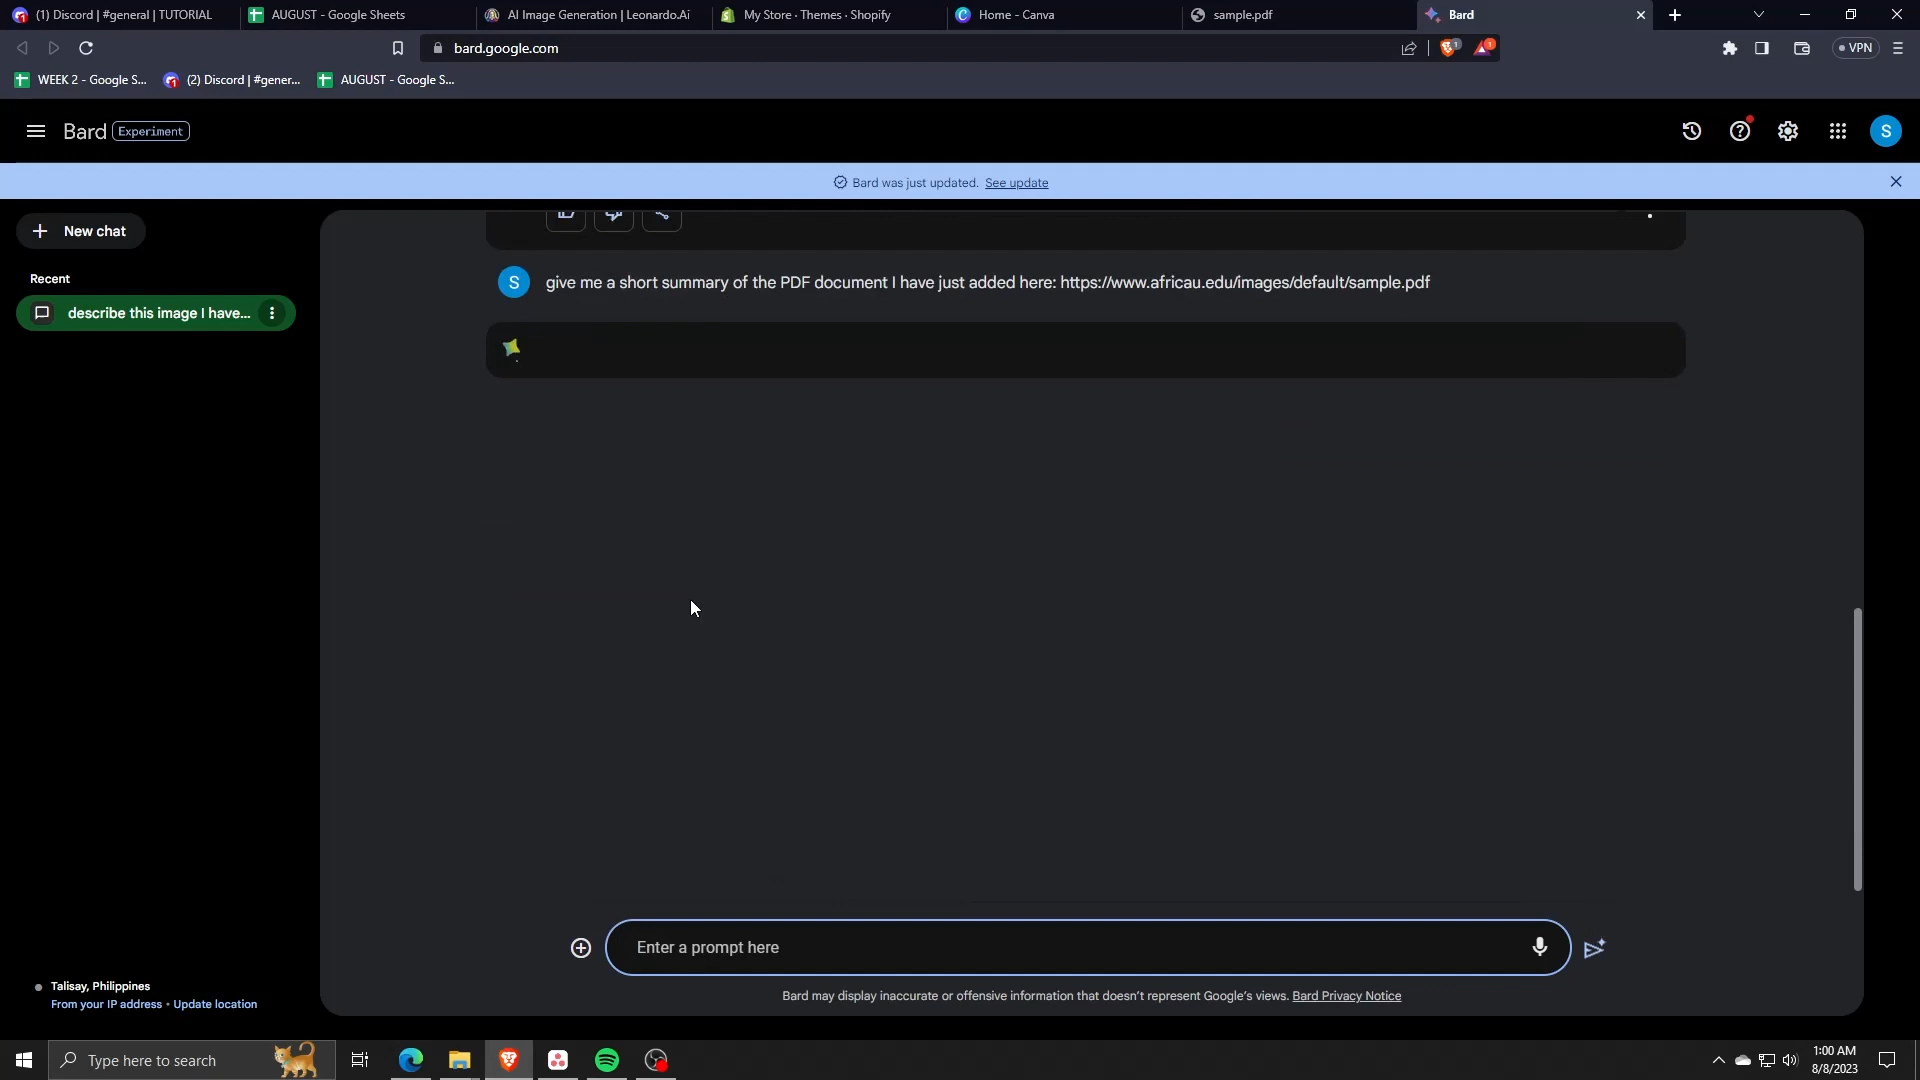 (1) Discord | #general | TUTORIAL
AUGUST - Google Sheets
AI Image Generation | Leonardo.Ai
My Store · Themes · Shopify
Home - Canva
sample.pdf
Bard
bard.google.com
VPN
WEEK 2 - Google S...
(2) Discord | #gener...
AUGUST - Google S...
Bard Experiment
S
Bard was just updated. See update
New chat
Recent
describe this image I have...
S
give me a short summary of the PDF document I have just added here: https://www.africau.edu/images/default/sample.pdf
Enter a prompt here
Bard may display inaccurate or offensive information that doesn't represent Google's views. Bard Privacy Notice
Talisay, Philippines
From your IP address • Update location
Type here to search
1:00 AM
8/8/2023